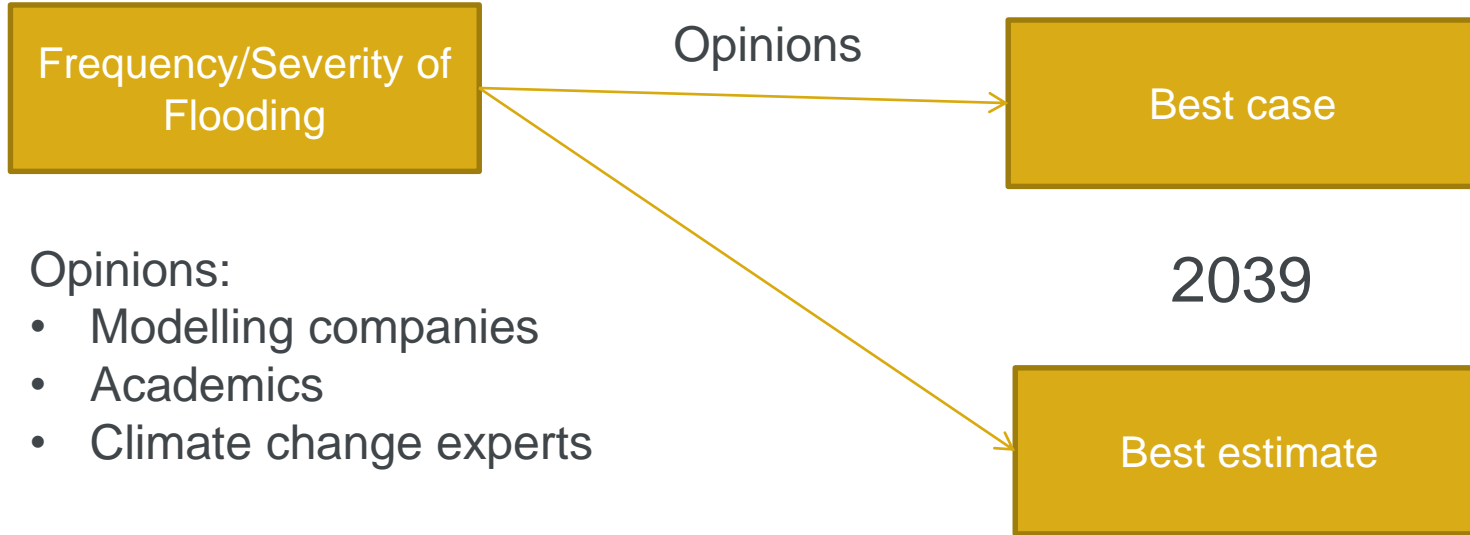 Frequency/Severity of
Flooding
Opinions
Best case
Opinions:
• Modelling companies
• Academics
• Climate change experts
2039
Best estimate